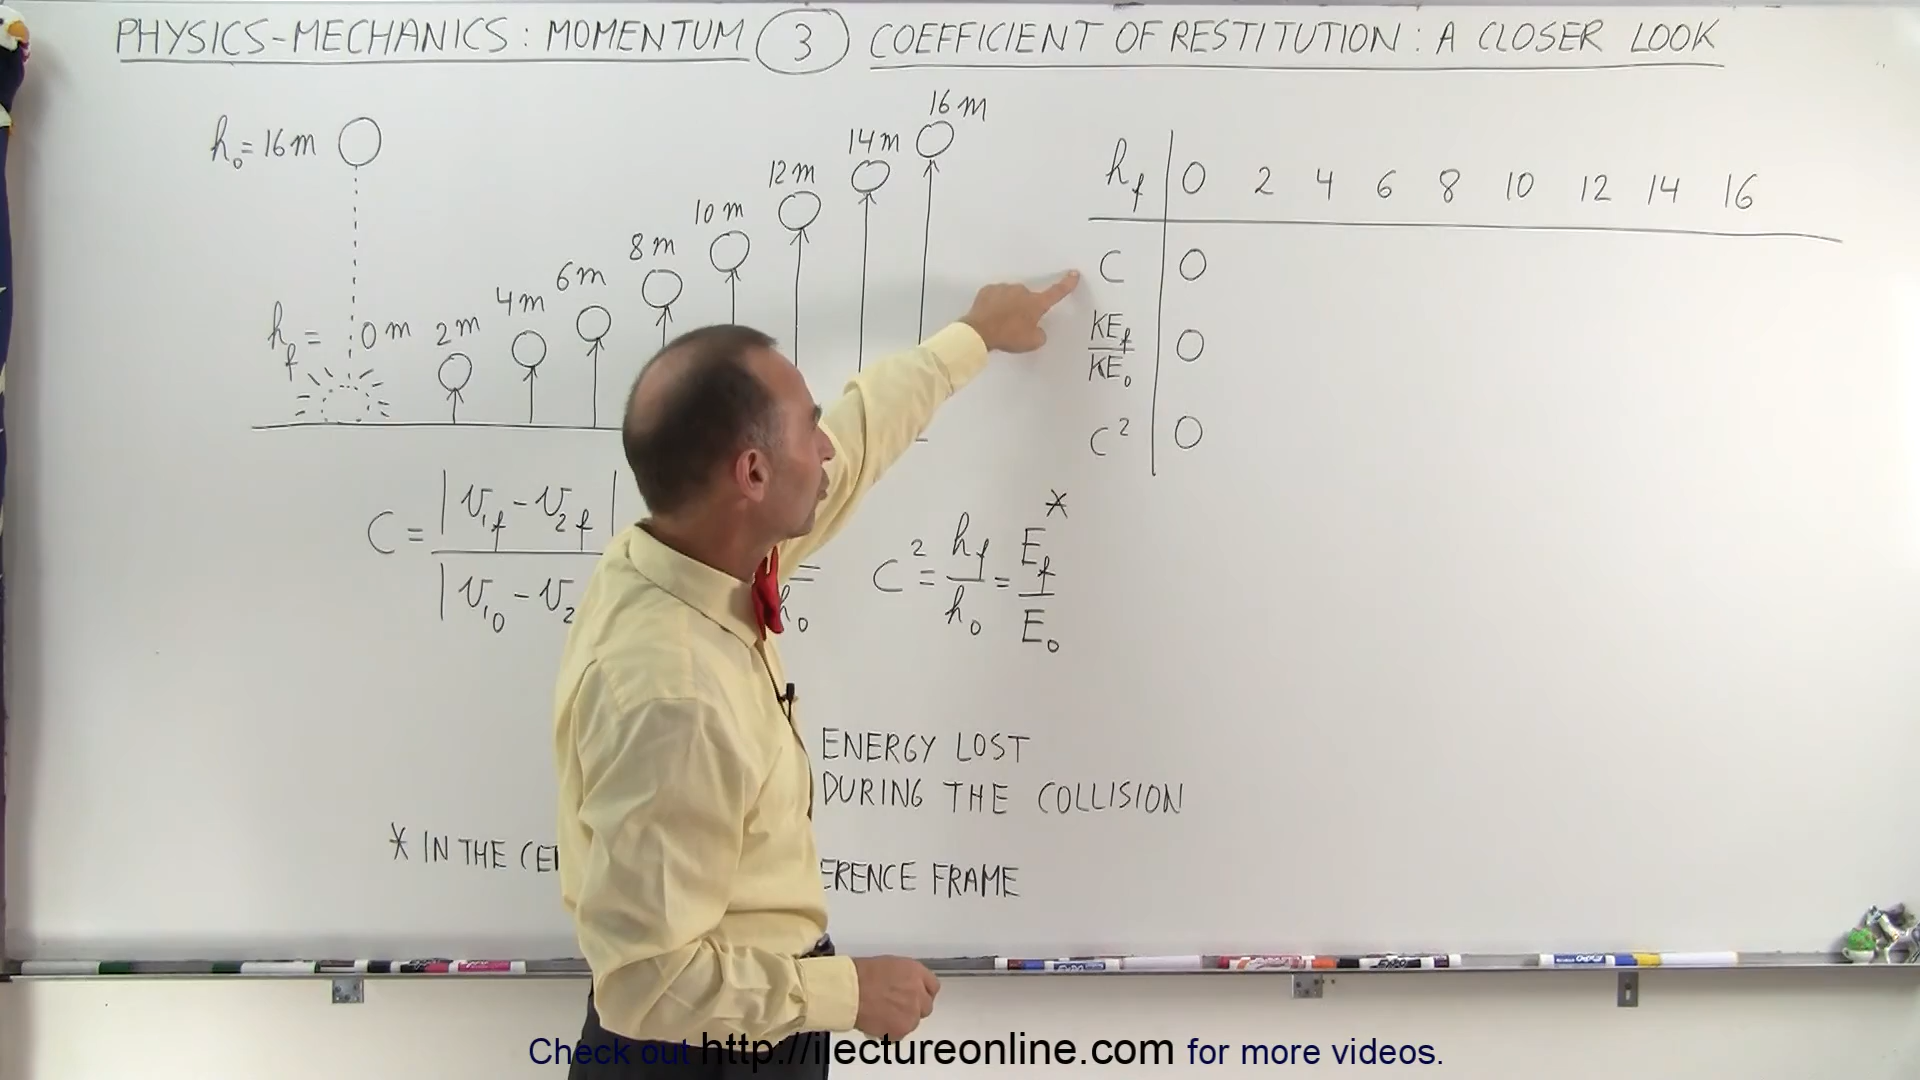 PHYSICS-MECHANICS: MOMENTUM 3 COEFFICIENT OF RESTITUTION: A CLOSER LOOK
h₀ = 16 m
h_f = 0 m 2 m 4 m 6 m 8 m 10 m 12 m 14 m 16 m
h_f 0 2 4 6 8 10 12 14 16
C 0
KE_f / KE₀ 0
C² 0
C = |v₁f - v₂f|
|v₁₀ - v₂
= h₀
C² = h_f / h₀ = E_f* / E₀
ENERGY LOST
DURING THE COLLISION
* IN THE FRAME
Check out http://ilectureonline.com for more videos.